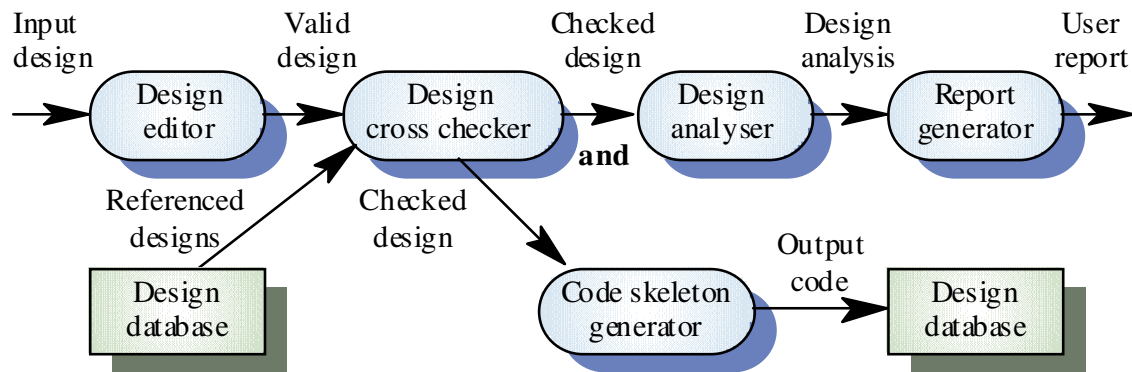 Input
design
Valid
design
Checked
design
Design
analysis
User
report
Design
editor
Design
cross checker
Design
analyser
Report
generator
and
Referenced
designs
Checked
design
Output
code
Design
database
Code skeleton
generator
Design
database